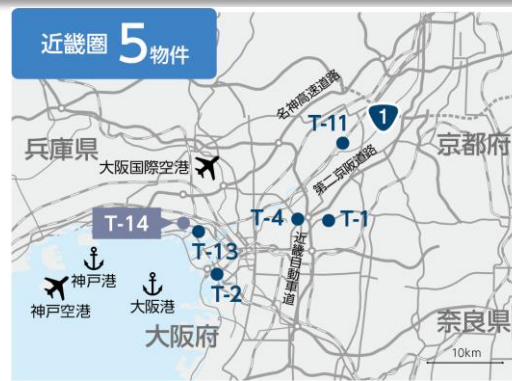 近畿圏 5物件
名神高速道路
1
T-11
兵庫県
京都府
大阪国際空港
第二京阪道路
T-14
T-4
T-1
T-13
近畿自動車道
神戸港
T-2
神戸空港
大阪港
大阪府
奈良県
10km